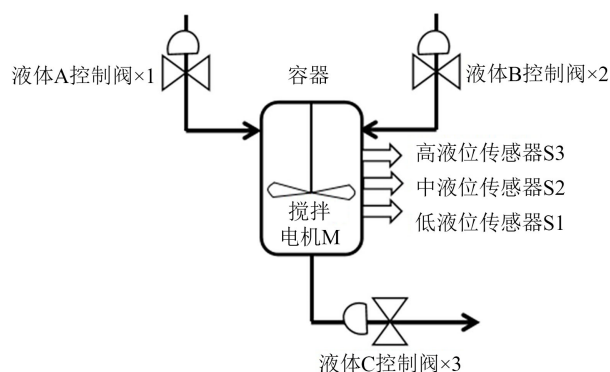 液体A控制阀×1
容器
液体B控制阀×2
高液位传感器S3
中液位传感器S2
低液位传感器S1
搅拌
电机M
液体C控制阀×3